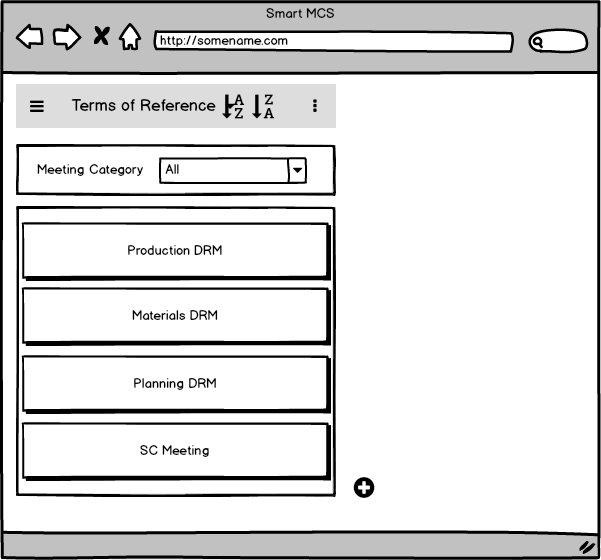 Smart MCS
http://somename.com
Terms of Reference A Z Z A
Meeting Category All
Production DRM
Materials DRM
Planning DRM
SC Meeting